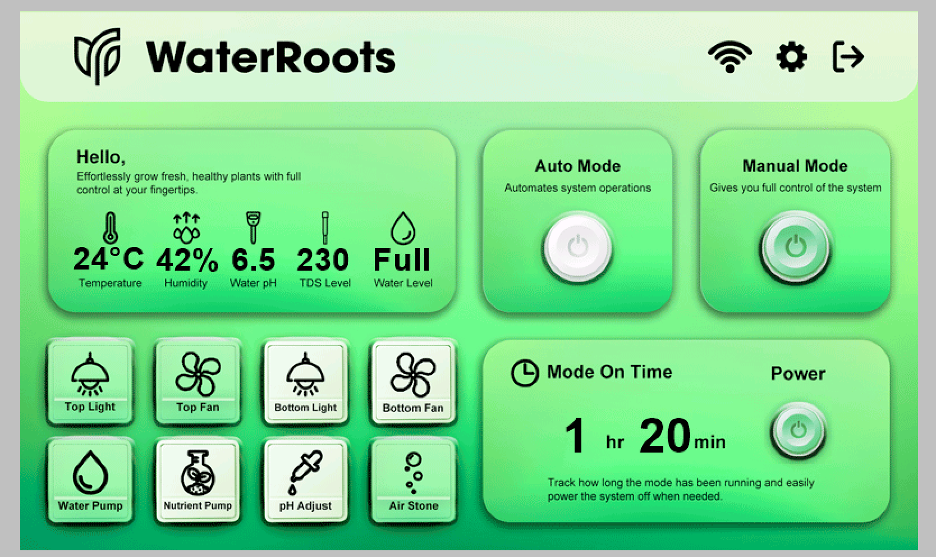 WaterRoots
Hello,
Effortlessly grow fresh, healthy plants with full
control at your fingertips.
24°C 42% 6.5 230 Full
Temperature Humidity Water pH TDS Level Water Level
Auto Mode
Automates system operations
Manual Mode
Gives you full control of the system
Top Light Top Fan Bottom Light Bottom Fan
Water Pump Nutrient Pump pH Adjust Air Stone
Mode On Time
Power
1 hr 20 min
Track how long the mode has been running and easily
power the system off when needed.